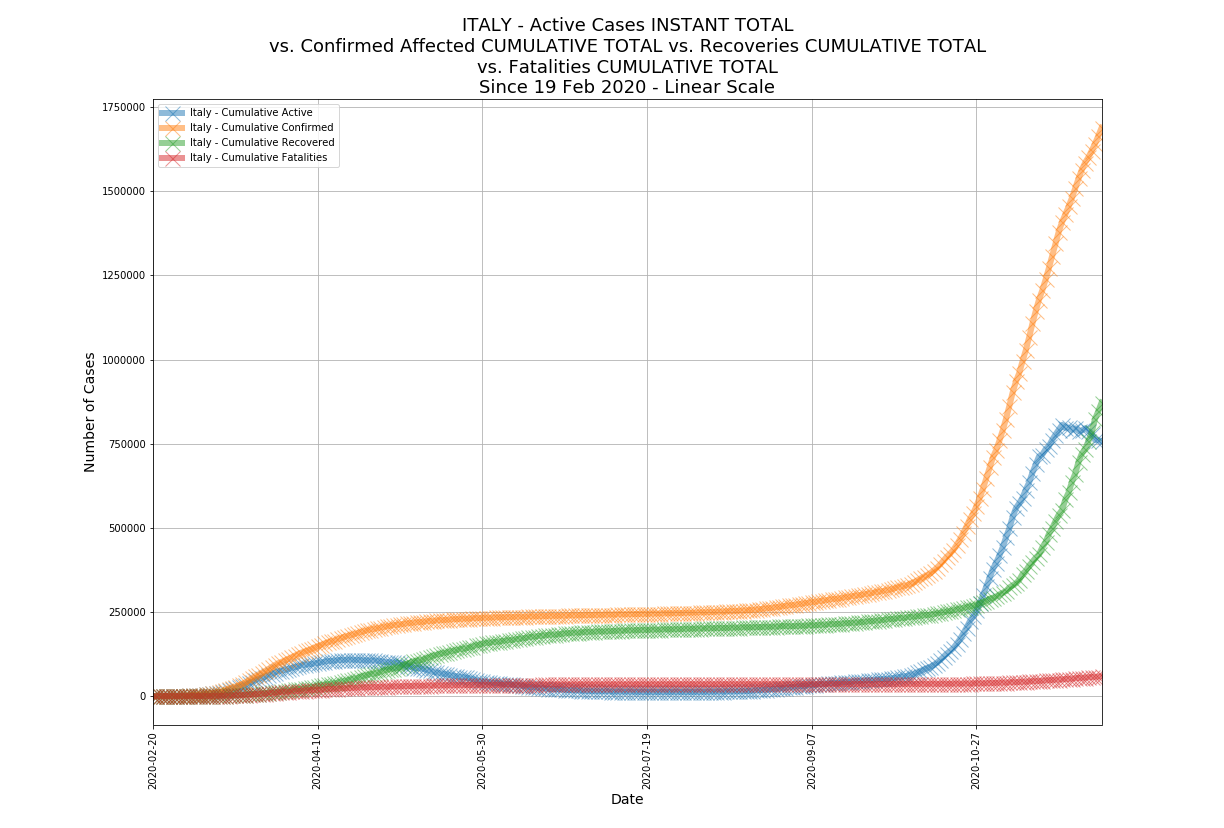 ITALY - Active Cases INSTANT TOTAL
vs. Confirmed Affected CUMULATIVE TOTAL vs. Recoveries CUMULATIVE TOTAL
vs. Fatalities CUMULATIVE TOTAL
Since 19 Feb 2020 - Linear Scale
Italy - Cumulative Active
Italy - Cumulative Confirmed
Italy - Cumulative Recovered
Italy - Cumulative Fatalities
1750000
1500000
1250000
1000000
750000
500000
250000
0
Number of Cases
2020-02-20
2020-04-10
2020-05-30
2020-07-19
2020-09-07
2020-10-27
Date